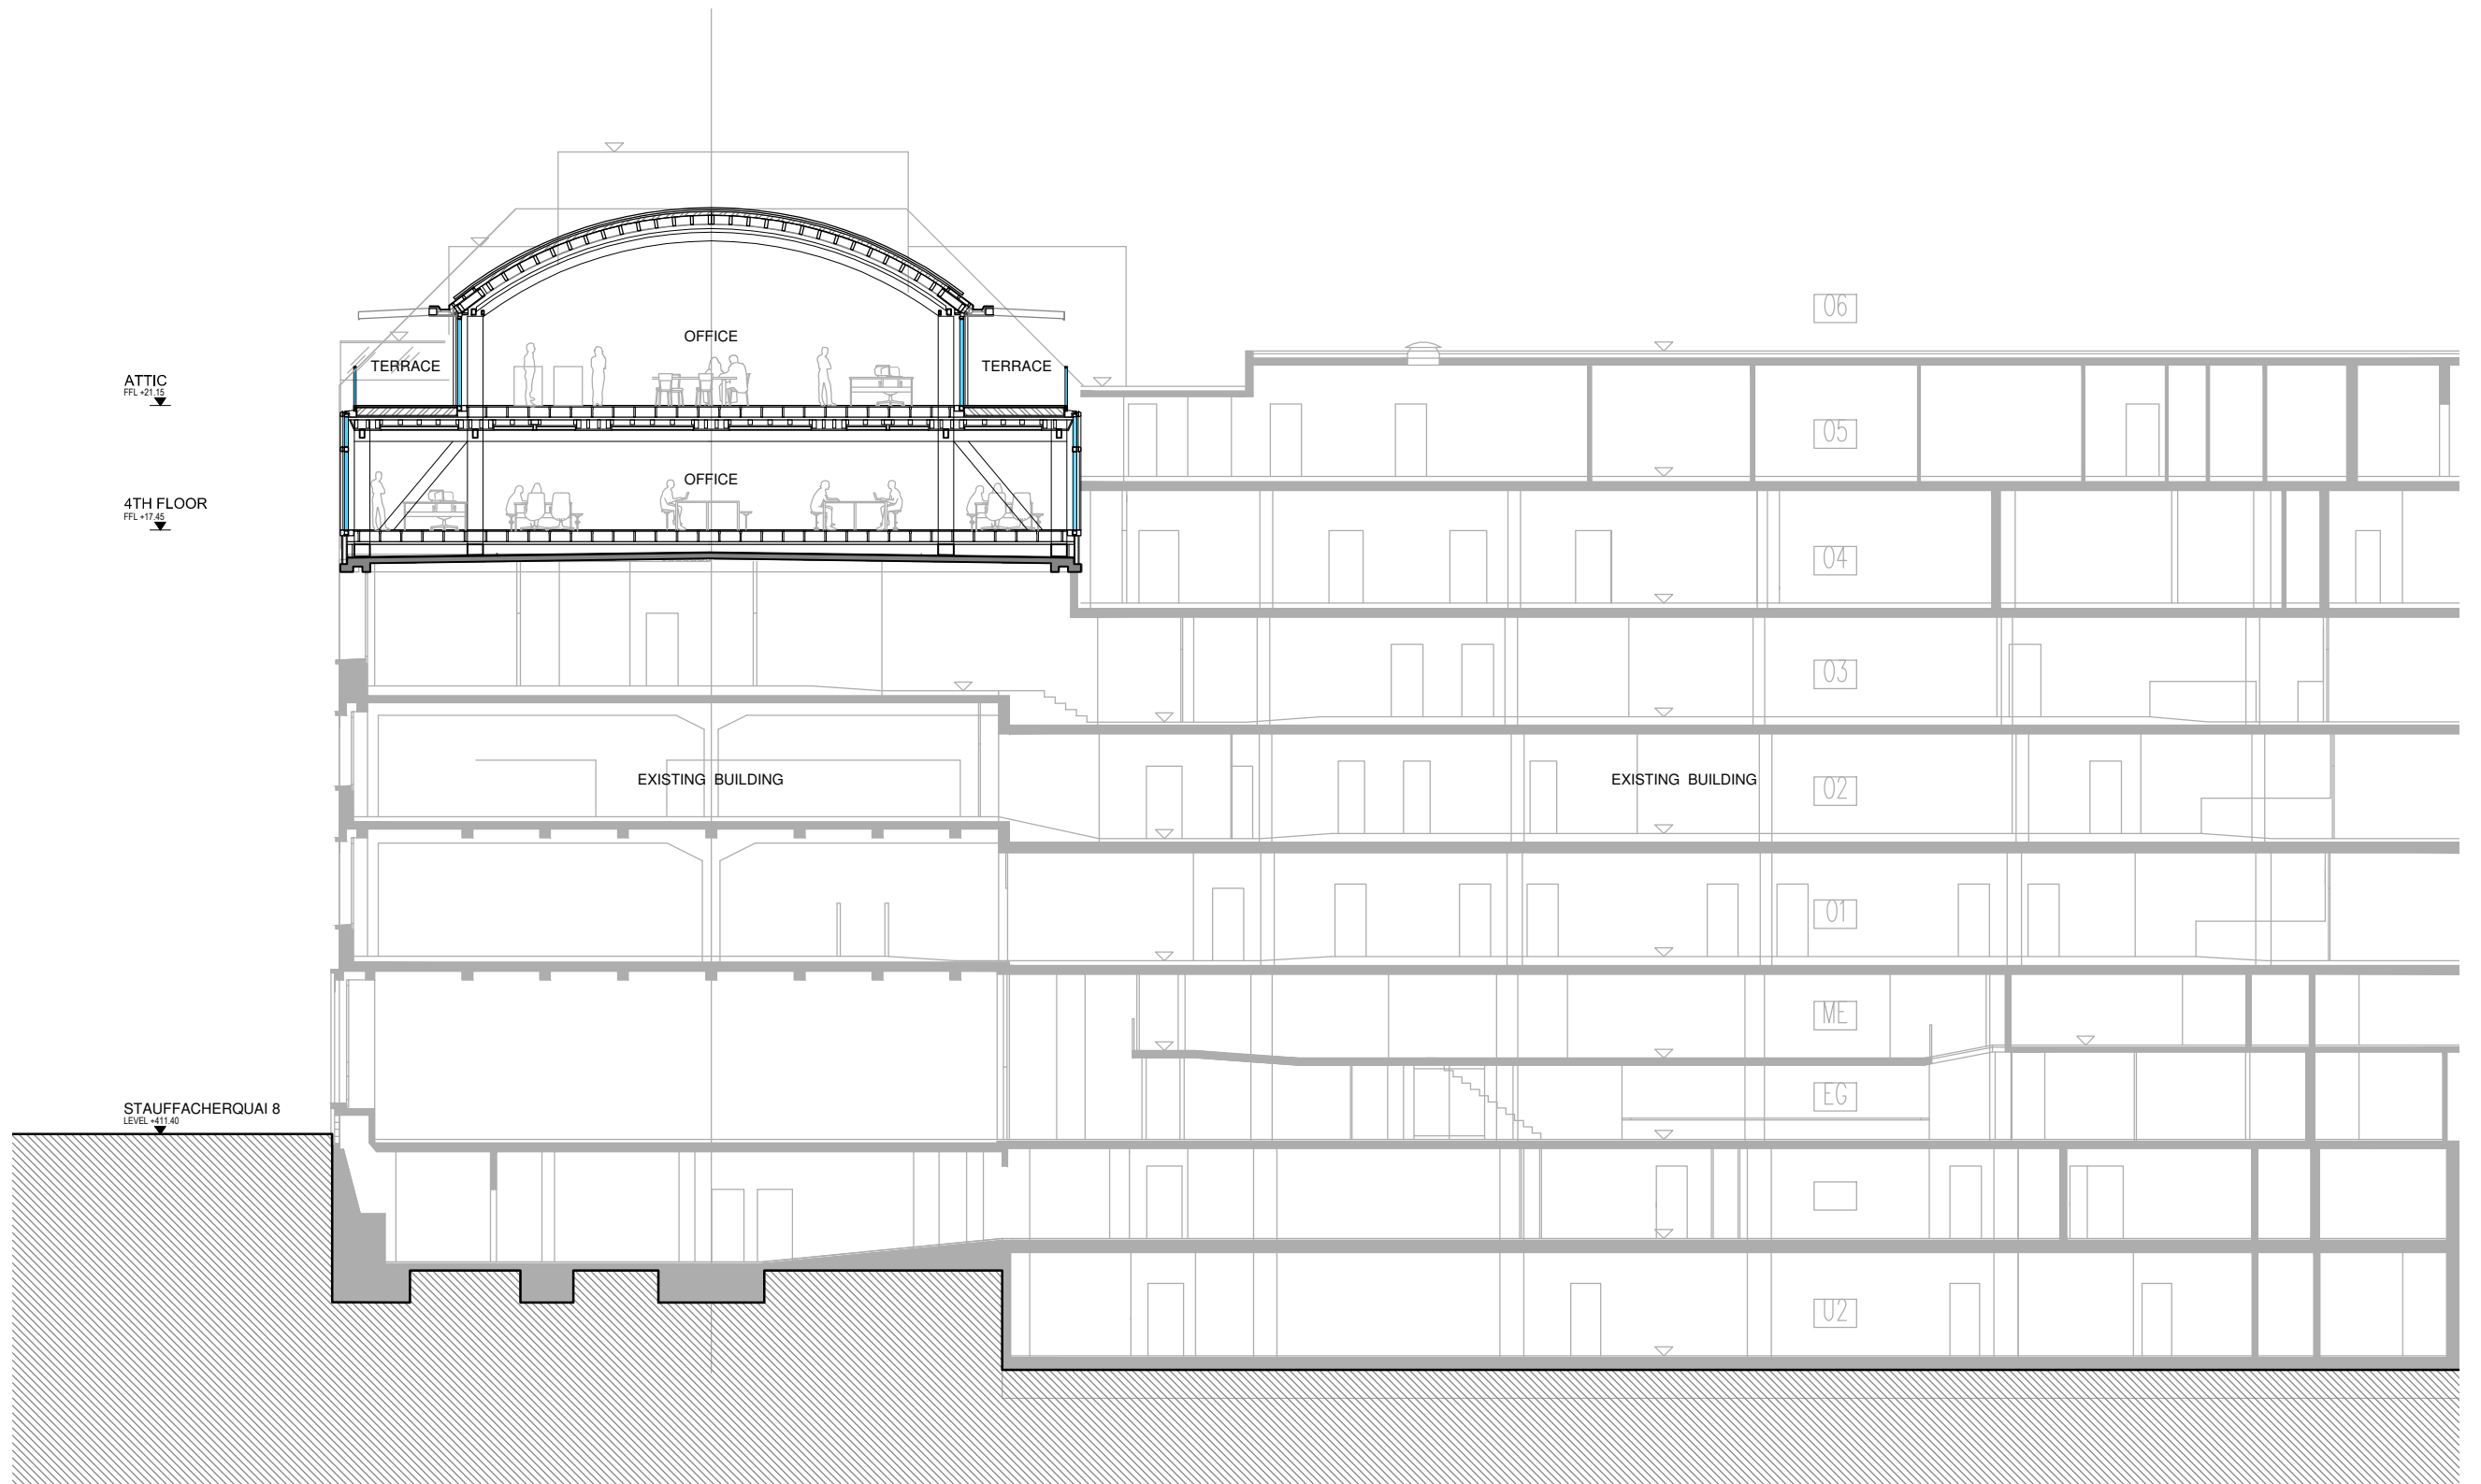 06
OFFICE
TERRACE
TERRACE
ATTIC
FFL +21.15
05
OFFICE
4TH FLOOR
FFL +17.45
04
03
EXISTING BUILDING
EXISTING BUILDING
02
01
ME
EG
STAUFFACHERQUAI 8
LEVEL +411.40
U2